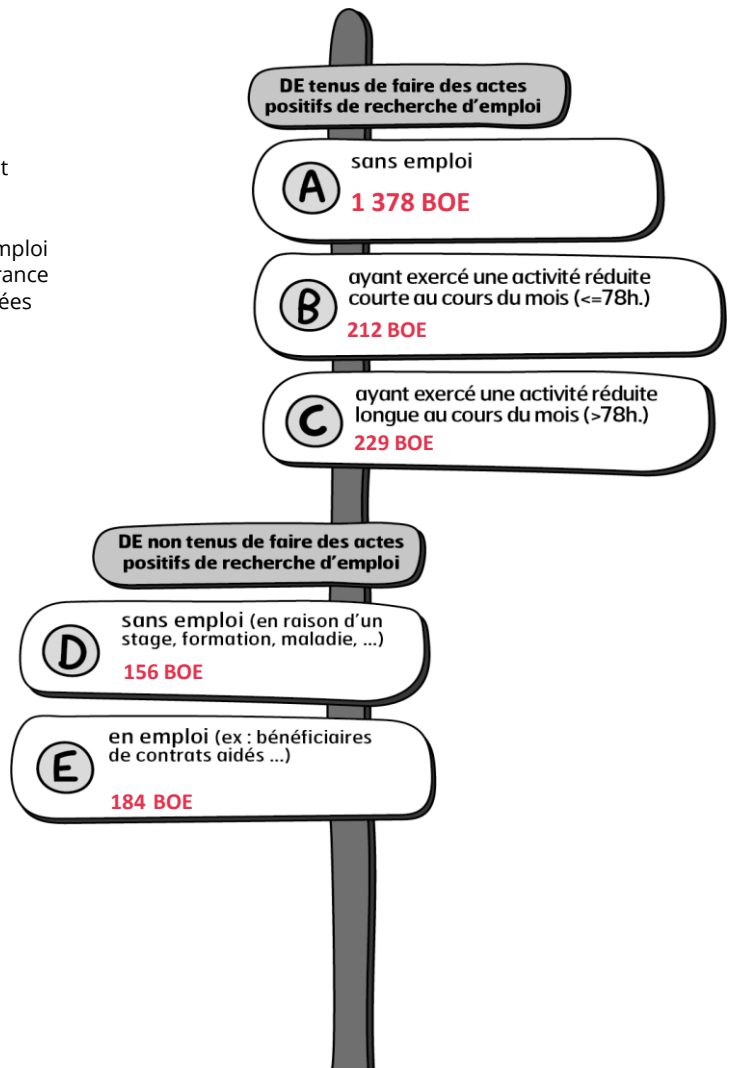 DE tenus de faire des actes
positifs de recherche d'emploi
t
A
sans emploi
1 378 BOE
mploi
rance
ées
B
ayant exercé une activité réduite
courte au cours du mois (<=78h.)
212 BOE
C
ayant exercé une activité réduite
longue au cours du mois (>78h.)
229 BOE
DE non tenus de faire des actes
positifs de recherche d'emploi
D
sans emploi (en raison d'un
stage, formation, maladie, ...)
156 BOE
E
en emploi (ex : bénéficiaires
de contrats aidés ...)
184 BOE